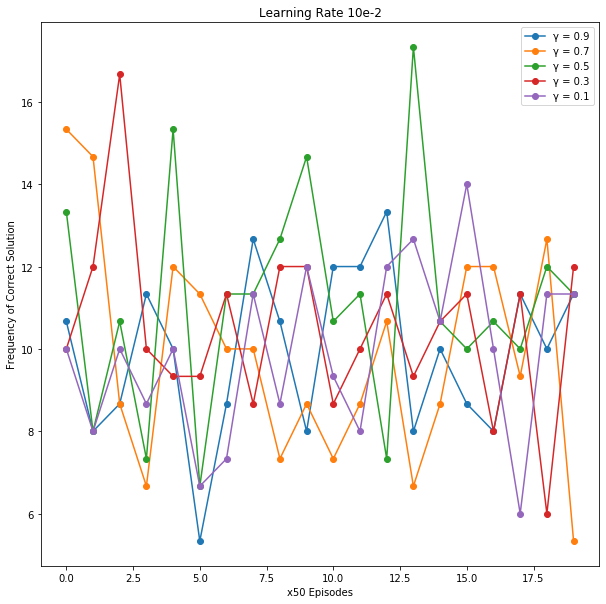 Learning Rate 10e-2
γ = 0.9
γ = 0.7
γ = 0.5
γ = 0.3
γ = 0.1
Frequency of Correct Solution
16
14
12
10
8
6
0.0 2.5 5.0 7.5 10.0 12.5 15.0 17.5
x50 Episodes